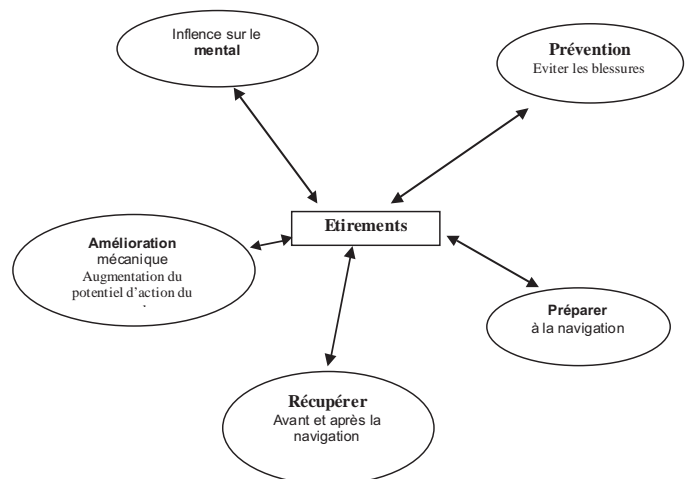 Inflence sur le
mental
Prévention
Eviter les blessures
Etirements
Amélioration
mécanique
Augmentation du
potentiel d'action du
Préparer
à la navigation
Récupérer
Avant et après la
navigation